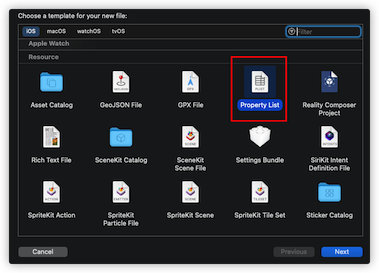 Choose a template for your new file:
iOS macOS watchOS tvOS Filter
Apple Watch
Resource
PLIST
Asset Catalog GeoJSON File GPX File Property List Reality Composer
Project
Rich Text File SceneKit Catalog SceneKit
Scene File Settings Bundle SiriKit Intent
Definition File
SpriteKit Action SpriteKit
Particle File SpriteKit Scene SpriteKit Tile Set Sticker Catalog
Cancel Previous Next